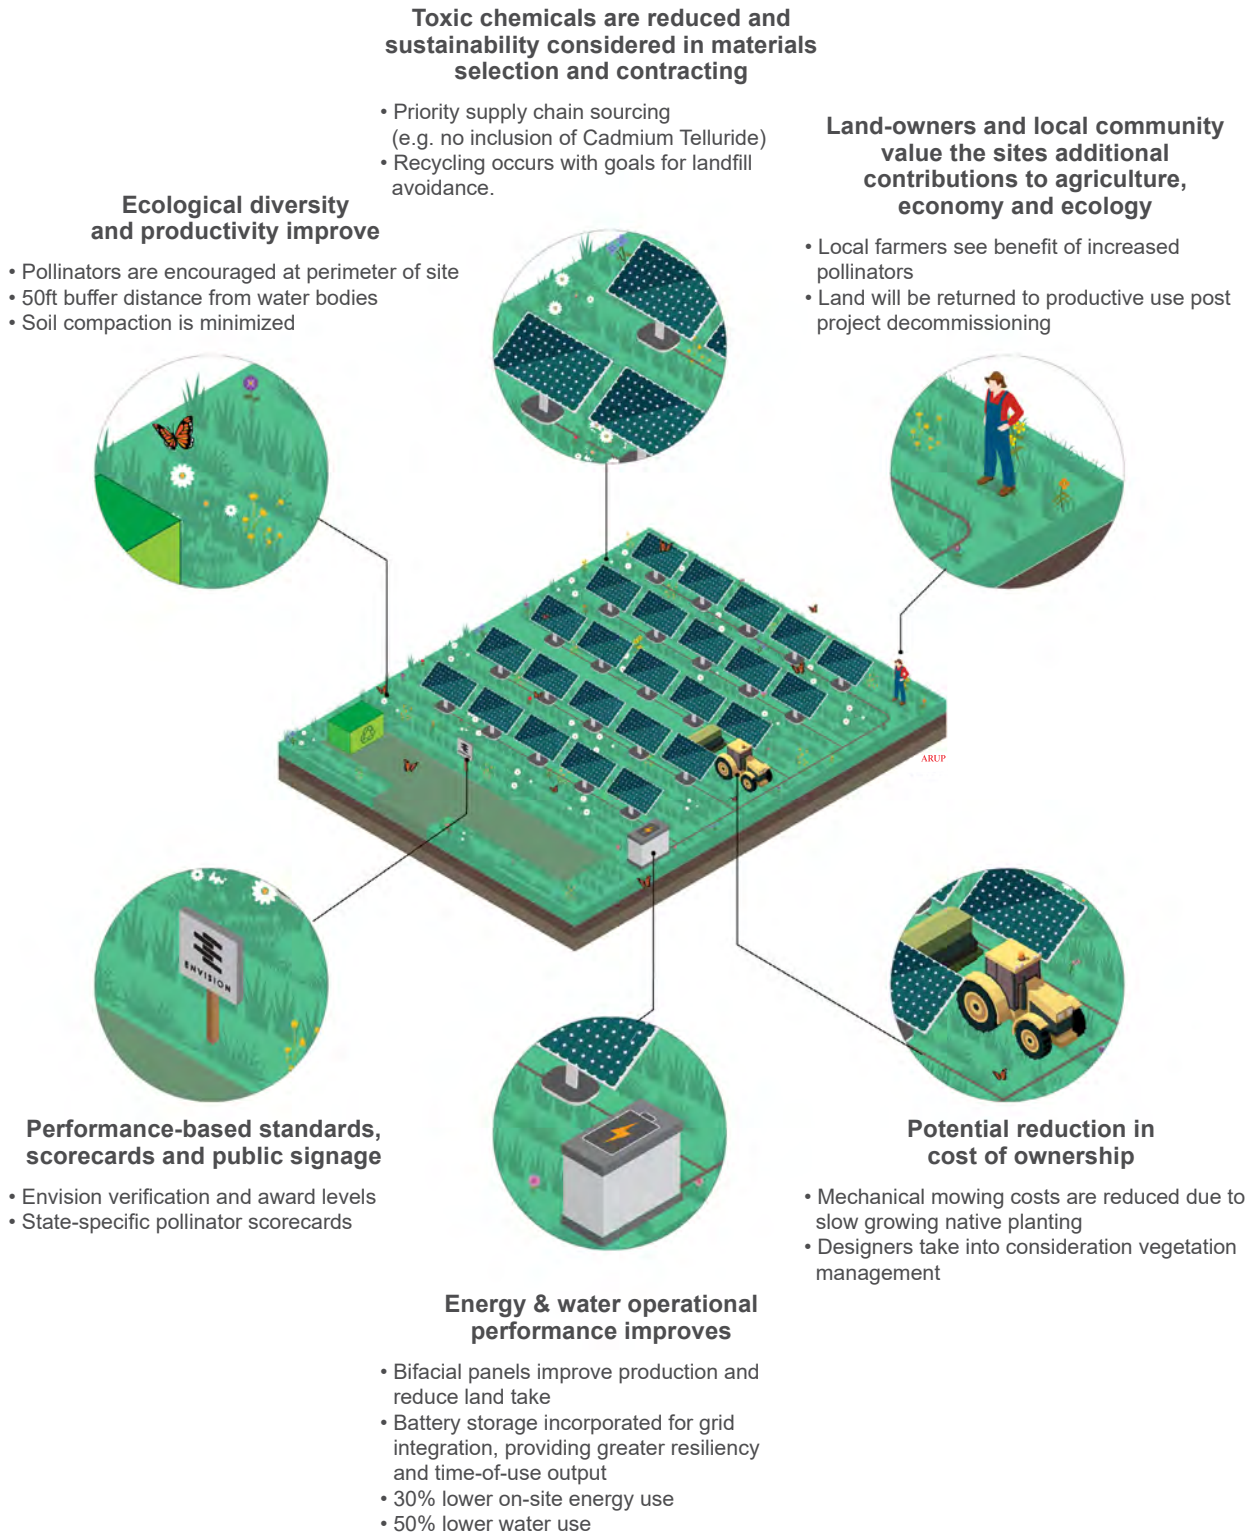 Toxic chemicals are reduced and
sustainability considered in materials
selection and contracting
• Priority supply chain sourcing
(e.g. no inclusion of Cadmium Telluride)
• Recycling occurs with goals for landfill
avoidance.
Land-owners and local community
value the sites additional
contributions to agriculture,
economy and ecology
• Local farmers see benefit of increased
pollinators
• Land will be returned to productive use post
project decommissioning
Ecological diversity
and productivity improve
• Pollinators are encouraged at perimeter of site
• 50ft buffer distance from water bodies
• Soil compaction is minimized
ARUP
ENVISION
Performance-based standards,
scorecards and public signage
• Envision verification and award levels
• State-specific pollinator scorecards
Potential reduction in
cost of ownership
• Mechanical mowing costs are reduced due to
slow growing native planting
• Designers take into consideration vegetation
management
Energy & water operational
performance improves
• Bifacial panels improve production and
reduce land take
• Battery storage incorporated for grid
integration, providing greater resiliency
and time-of-use output
• 30% lower on-site energy use
• 50% lower water use